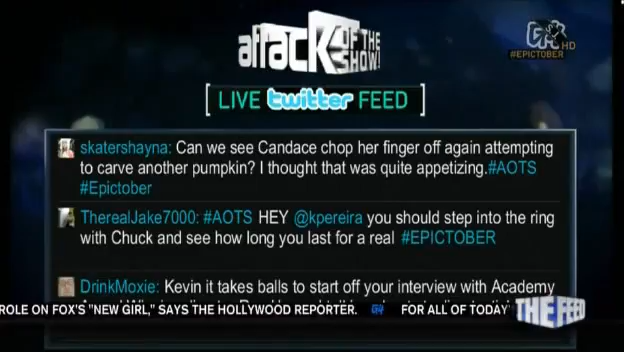 attack OF THE SHOW!
G4 HD
#EPICTOBER
[ LIVE twitter FEED ]
skatershayna: Can we see Candace chop her finger off again attempting
to carve another pumpkin? I thought that was quite appetizing.#AOTS
#Epictober
TherealJake7000: #AOTS HEY @kpereira you should step into the ring
with Chuck and see how long you last for a real #EPICTOBER
DrinkMoxie: Kevin it takes balls to start off your interview with Academy
ROLE ON FOX'S "NEW GIRL," SAYS THE HOLLYWOOD REPORTER. G4 FOR ALL OF TODAY'
THE FEED